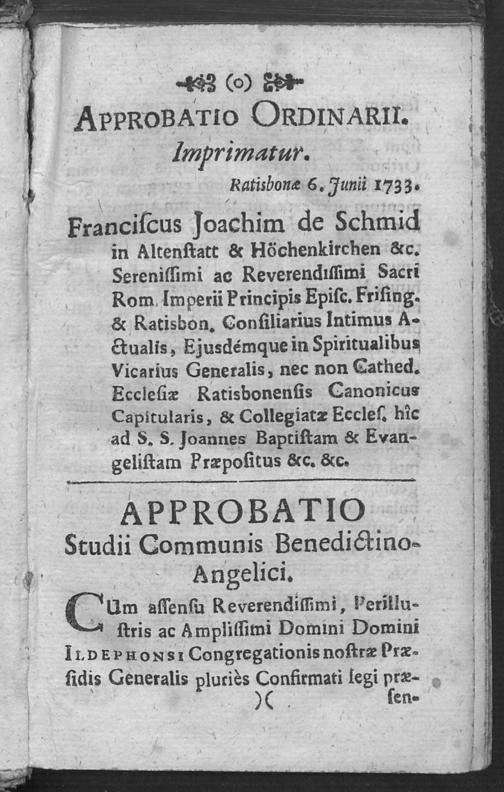 (o)
APPROBATIO ORDINARII.
Imprimatur.
Ratisbonæ 6. Junii 1733.
Franciſcus Joachim de Schmid
in Altenſtatt & Höchenkirchen &c.
Sereniſſimi ac Reverendiſſimi Sacri
Rom. Imperii Principis Epiſc. Friſing.
& Ratisbon. Conſiliarius Intimus A-
ctualis, Ejusdémque in Spiritualibus
Vicarius Generalis, nec non Cathed.
Eccleſiæ Ratisbonenſis Canonicus
Capitularis, & Collegiatæ Eccleſ. hîc
ad S. S. Joannes Baptiſtam & Evan-
geliſtam Præpoſitus &c. &c.
APPROBATIO
Studii Communis Benedictino-
Angelici.
CUm aſſenſu Reverendiſſimi, Perilluſ-
tris ac Ampliſſimi Domini Domini
ILDEPHONSI Congregationis noſtræ Præ-
ſidis Generalis pluriès Confirmati legi præ-
)(
ſen-